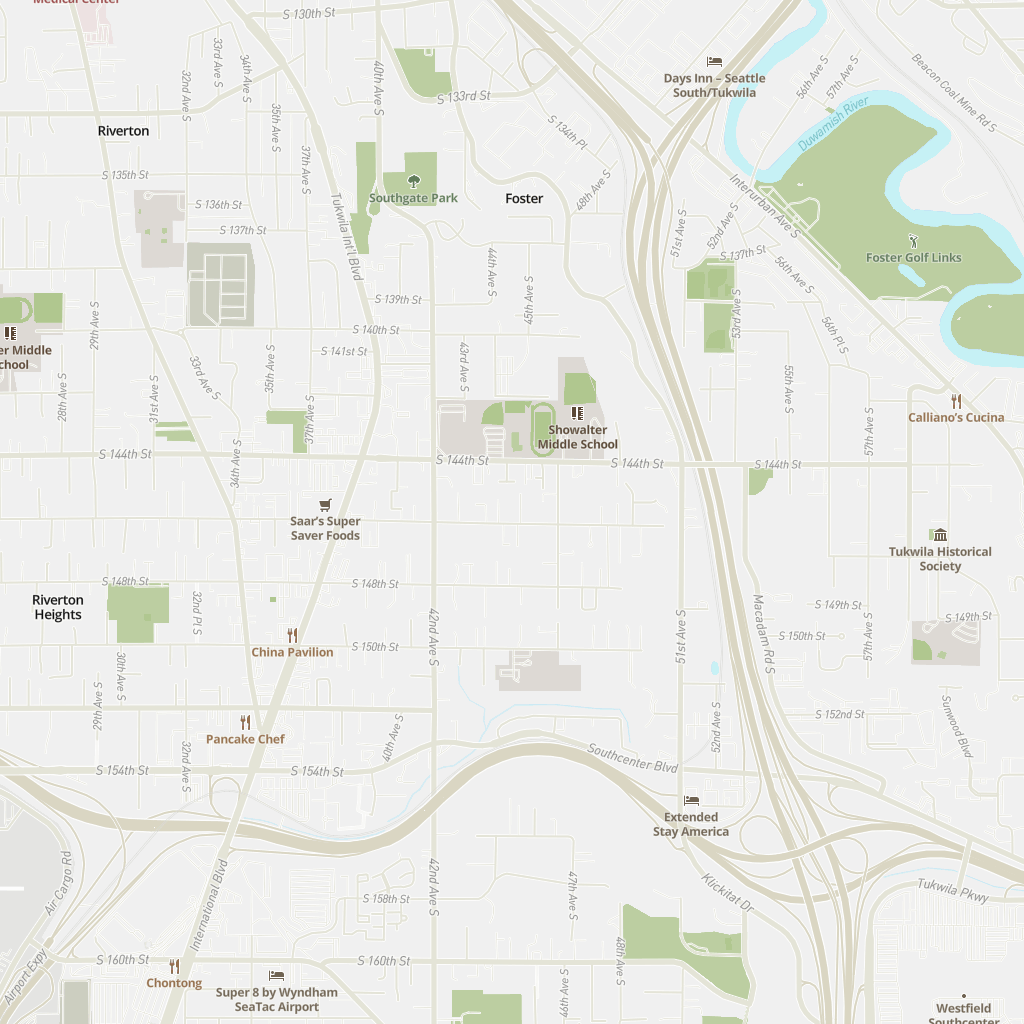 Medical Center
S 130th St
33rd Ave S
34th Ave S
32nd Ave S
40th Ave S
Days Inn – Seattle
South/Tukwila
56th Ave S
57th Ave S
Beacon Coal Mine Rd S
S 133rd St
35th Ave S
S 134th Pl
Duwamish River
Riverton
37th Ave S
S 135th St
Southgate Park
Foster
48th Ave S
Interurban Ave S
Tukwila Int'l Blvd
S 136th St
S 137th St
51st Ave S
52nd Ave S
S 137th St
Foster Golf Links
44th Ave S
56th Ave S
45th Ave S
S 139th St
29th Ave S
S 140th St
53rd Ave S
56th Pl S
er Middle
chool
S 141st St
43rd Ave S
33rd Ave S
35th Ave S
28th Ave S
31st Ave S
37th Ave S
55th Ave S
57th Ave S
Calliano's Cucina
Showalter
Middle School
S 144th St
S 144th St
S 144th St
S 144th St
34th Ave S
Saar's Super
Saver Foods
Tukwila Historical
Society
S 148th St
S 148th St
Riverton
Heights
32nd Pl S
42nd Ave S
51st Ave S
Macadam Rd S
S 149th St
S 149th St
S 150th St
57th Ave S
China Pavilion
S 150th St
30th Ave S
29th Ave S
Pancake Chef
40th Ave S
52nd Ave S
S 152nd St
Sunwood Blvd
32nd Ave S
S 154th St
S 154th St
Southcenter Blvd
Extended
Stay America
Air Cargo Rd
International Blvd
42nd Ave S
47th Ave S
S 158th St
Klickitat Dr
Tukwila Pkwy
Airport Expy
S 160th St
S 160th St
48th Ave S
46th Ave S
Chontong
Super 8 by Wyndham
SeaTac Airport
Westfield
Southcenter